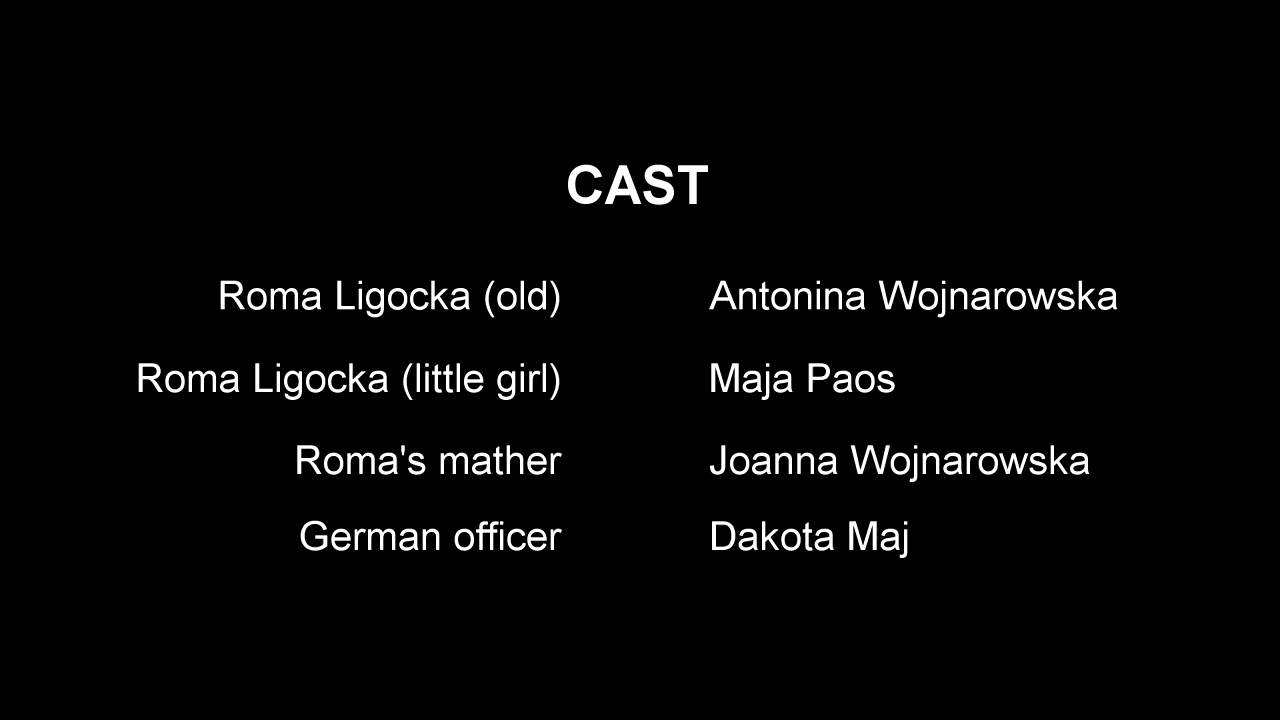 CAST
Roma Ligocka (old) Antonina Wojnarowska
Roma Ligocka (little girl) Maja Paos
Roma's mather Joanna Wojnarowska
German officer Dakota Maj